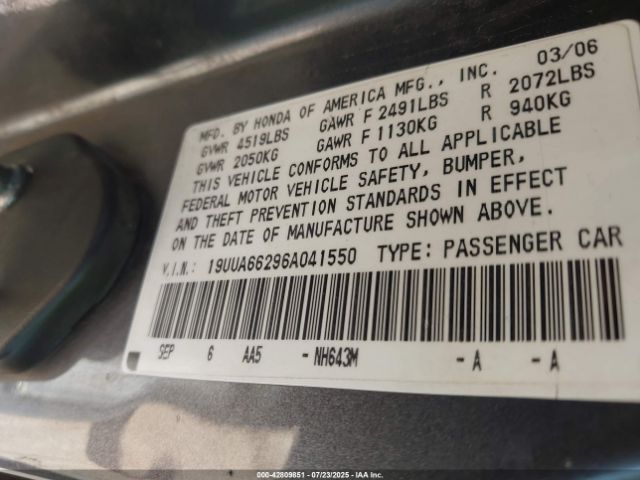 MFD. BY HONDA OF AMERICA MFG., INC. 03/06
GVWR 4519LBS GAWR F 2491LBS R 2072LBS
GVWR 2050KG GAWR F 1130KG R 940KG
THIS VEHICLE CONFORMS TO ALL APPLICABLE
FEDERAL MOTOR VEHICLE SAFETY, BUMPER,
AND THEFT PREVENTION STANDARDS IN EFFECT
ON THE DATE OF MANUFACTURE SHOWN ABOVE.
V.I.N.: 19UUA66296A041550 TYPE: PASSENGER CAR
SEP 6 AA5 -NH643M -A -A
000-42809851 - 07/23/2025 - IAA Inc.